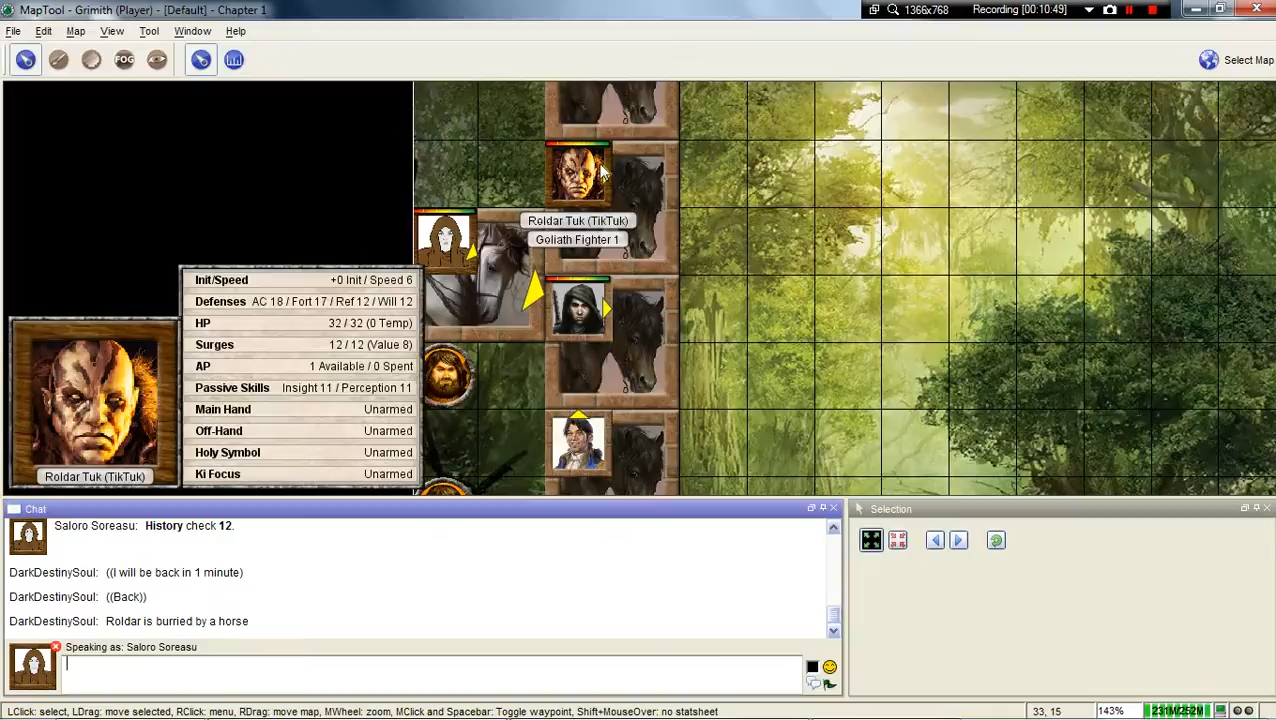 MapTool - Grimith (Player) - [Default] - Chapter 1
1366x768
Recording [00:10:49]
File Edit Map View Tool Window Help
FOG
Select Map
Roldar Tuk (TikTuk)
Goliath Fighter 1
Init/Speed +0 Init / Speed 6
Defenses AC 18 / Fort 17 / Ref 12 / Will 12
HP 32 / 32 (0 Temp)
Surges 12 / 12 (Value 8)
AP 1 Available / 0 Spent
Passive Skills Insight 11 / Perception 11
Main Hand Unarmed
Off-Hand Unarmed
Holy Symbol Unarmed
Ki Focus Unarmed
Roldar Tuk (TikTuk)
Chat
Selection
Saloro Soreasu: History check 12.
DarkDestinySoul: ((I will be back in 1 minute)
DarkDestinySoul: ((Back))
DarkDestinySoul: Roldar is burried by a horse
Speaking as: Saloro Soreasu
LClick: select, LDrag: move selected, RClick: menu, RDrag: move map, MWheel: zoom, MClick and Spacebar: Toggle waypoint, Shift+MouseOver: no statsheet
33, 15
143%
231M/252M